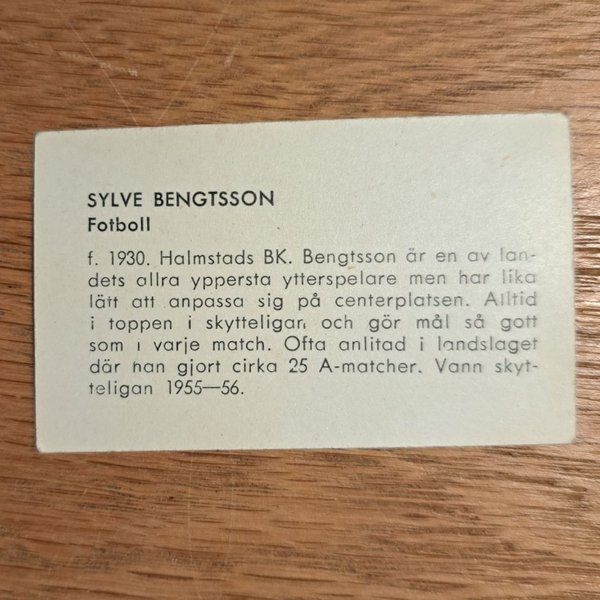 SYLVE BENGTSSON
Fotboll
f. 1930. Halmstads BK. Bengtsson är en av lan-
dets allra yppersta ytterspelare men har lika
lätt att anpassa sig på centerplatsen. Alltid
i toppen i skytteligan och gör mål så gott
som i varje match. Ofta anlitad i landslaget
där han gjort cirka 25 A-matcher. Vann skyt-
teligan 1955—56.